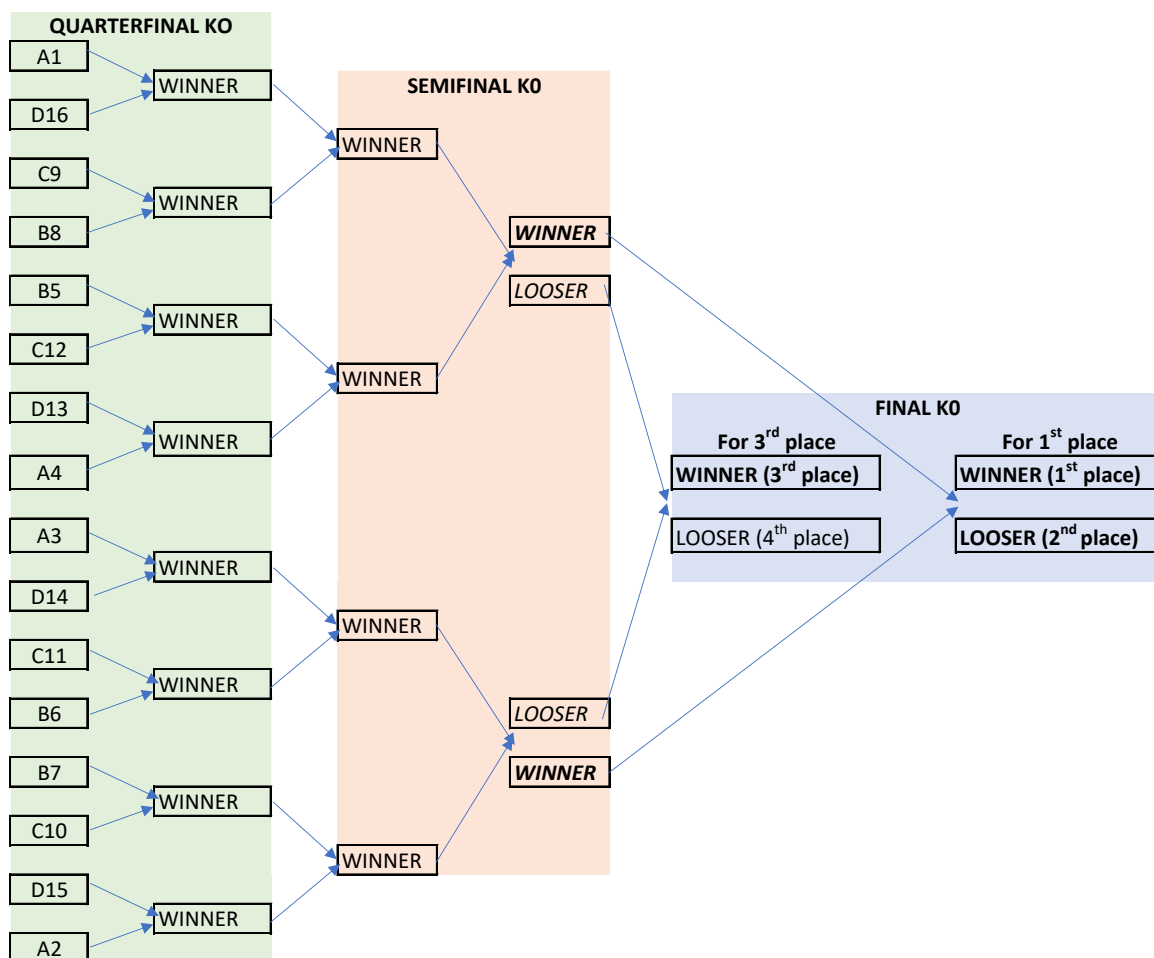 QUARTERFINAL KO
A1
WINNER
D16
SEMIFINAL K0
WINNER
C9
WINNER
B8
WINNER
B5
LOOSER
WINNER
C12
WINNER
D13
FINAL K0
WINNER
For 3rd place
For 1st place
A4
WINNER (3rd place)
WINNER (1st place)
A3
WINNER
LOOSER (4th place)
LOOSER (2nd place)
D14
WINNER
C11
WINNER
B6
LOOSER
B7
WINNER
WINNER
C10
WINNER
D15
WINNER
A2